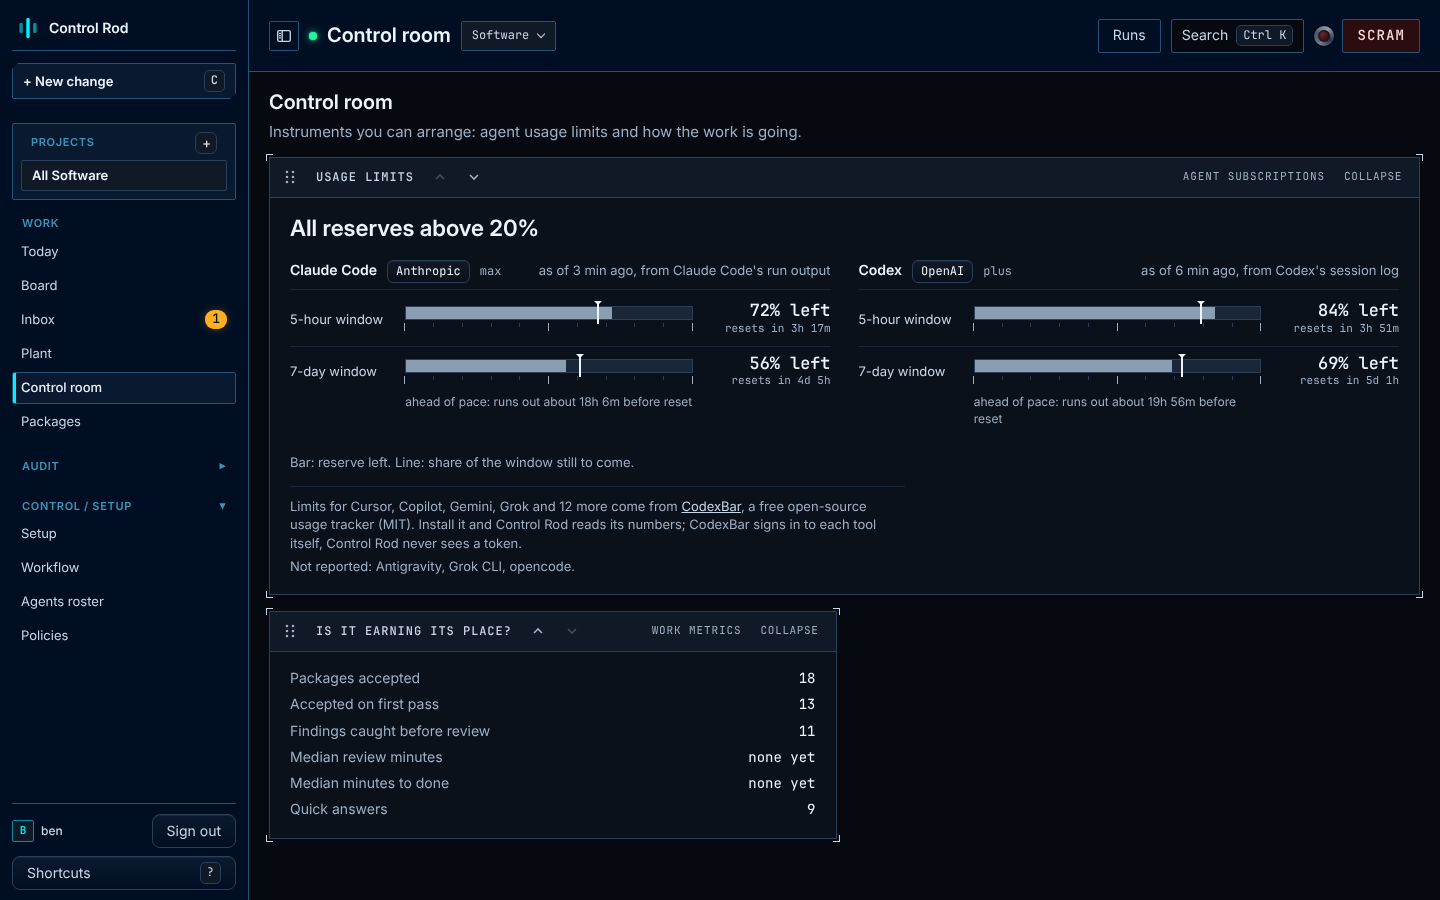 Control Rod
+ New change C
PROJECTS +
All Software
WORK
Today
Board
Inbox 1
Plant
Control room
Packages
AUDIT
CONTROL / SETUP
Setup
Workflow
Agents roster
Policies
B ben Sign out
Shortcuts ?
Control room Software Runs Search Ctrl K SCRAM
Control room
Instruments you can arrange: agent usage limits and how the work is going.
USAGE LIMITS AGENT SUBSCRIPTIONS COLLAPSE
All reserves above 20%
Claude Code Anthropic max as of 3 min ago, from Claude Code's run output
5-hour window 72% left
resets in 3h 17m
7-day window 56% left
resets in 4d 5h
ahead of pace: runs out about 18h 6m before reset
Codex OpenAI plus as of 6 min ago, from Codex's session log
5-hour window 84% left
resets in 3h 51m
7-day window 69% left
resets in 5d 1h
ahead of pace: runs out about 19h 56m before
reset
Bar: reserve left. Line: share of the window still to come.
Limits for Cursor, Copilot, Gemini, Grok and 12 more come from CodexBar, a free open-source
usage tracker (MIT). Install it and Control Rod reads its numbers; CodexBar signs in to each tool
itself, Control Rod never sees a token.
Not reported: Antigravity, Grok CLI, opencode.
IS IT EARNING ITS PLACE? WORK METRICS COLLAPSE
Packages accepted 18
Accepted on first pass 13
Findings caught before review 11
Median review minutes none yet
Median minutes to done none yet
Quick answers 9